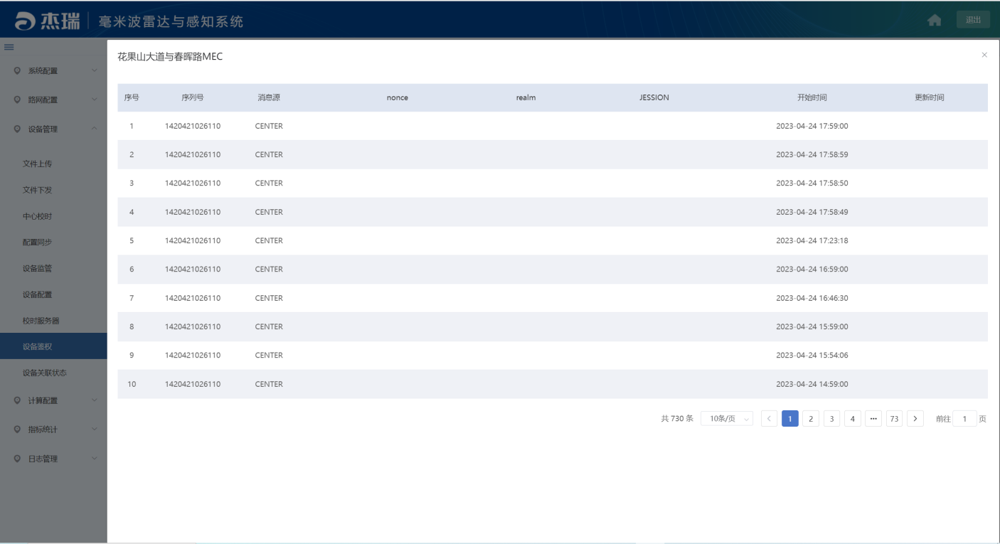 杰瑞 毫米波雷达与感知系统 退出
系统配置
路网配置
设备管理
文件上传
文件下发
中心校时
配置同步
设备监管
设备配置
校时服务器
设备鉴权
设备关联状态
计算配置
指标统计
日志管理
花果山大道与春晖路MEC ×
序号 序列号 消息源 nonce realm JESSION 开始时间 更新时间
1 1420421026110 CENTER 2023-04-24 17:59:00
2 1420421026110 CENTER 2023-04-24 17:58:59
3 1420421026110 CENTER 2023-04-24 17:58:50
4 1420421026110 CENTER 2023-04-24 17:58:49
5 1420421026110 CENTER 2023-04-24 17:23:18
6 1420421026110 CENTER 2023-04-24 16:59:00
7 1420421026110 CENTER 2023-04-24 16:46:30
8 1420421026110 CENTER 2023-04-24 15:59:00
9 1420421026110 CENTER 2023-04-24 15:54:06
10 1420421026110 CENTER 2023-04-24 14:59:00
共 730 条 10条/页 < 1 2 3 4 ··· 73 > 前往 1 页